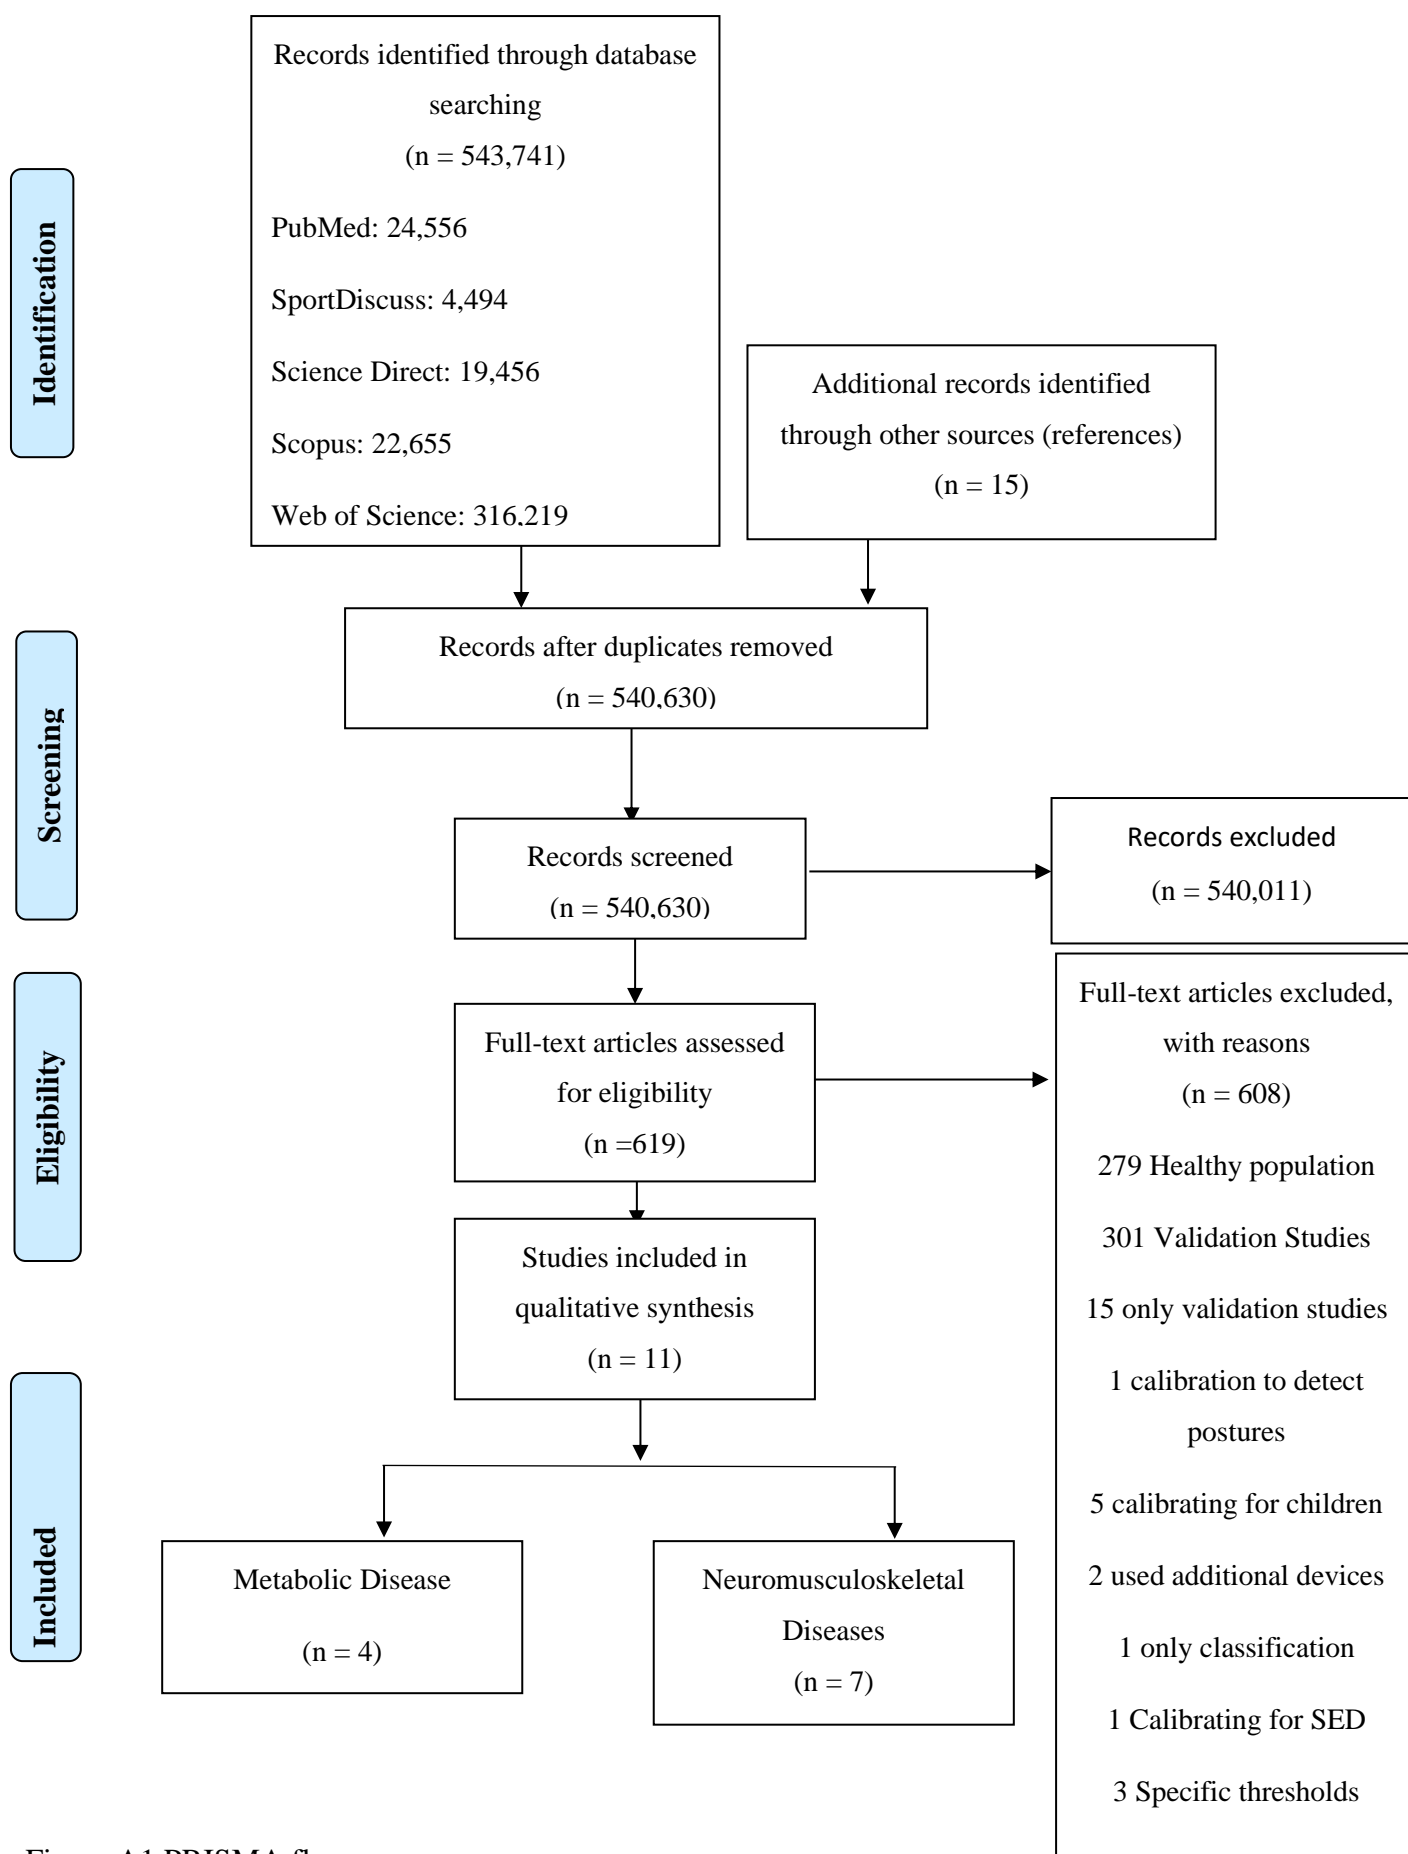 Identification
Records identified through database
searching
(n = 543,741)
PubMed: 24,556
SportDiscuss: 4,494
Science Direct: 19,456
Scopus: 22,655
Web of Science: 316,219
Additional records identified
through other sources (references)
(n = 15)
Screening
Records after duplicates removed
(n = 540,630)
Records screened
(n = 540,630)
Records excluded
(n = 540,011)
Eligibility
Full-text articles assessed
for eligibility
(n =619)
Full-text articles excluded,
with reasons
(n = 608)
279 Healthy population
301 Validation Studies
15 only validation studies
1 calibration to detect
postures
5 calibrating for children
2 used additional devices
1 only classification
1 Calibrating for SED
3 Specific thresholds
Studies included in
qualitative synthesis
(n = 11)
Included
Metabolic Disease
(n = 4)
Neuromusculoskeletal
Diseases
(n = 7)
A1 PRISMA